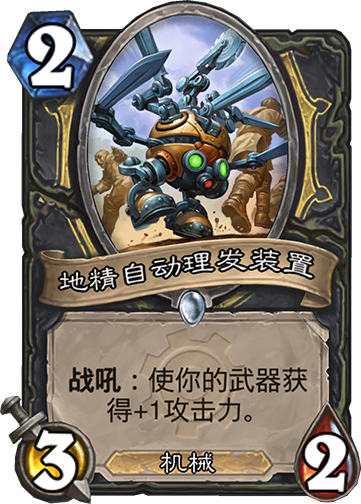 2
地精自动理发装置
战吼：使你的武器获
得+1攻击力。
3
机械
2